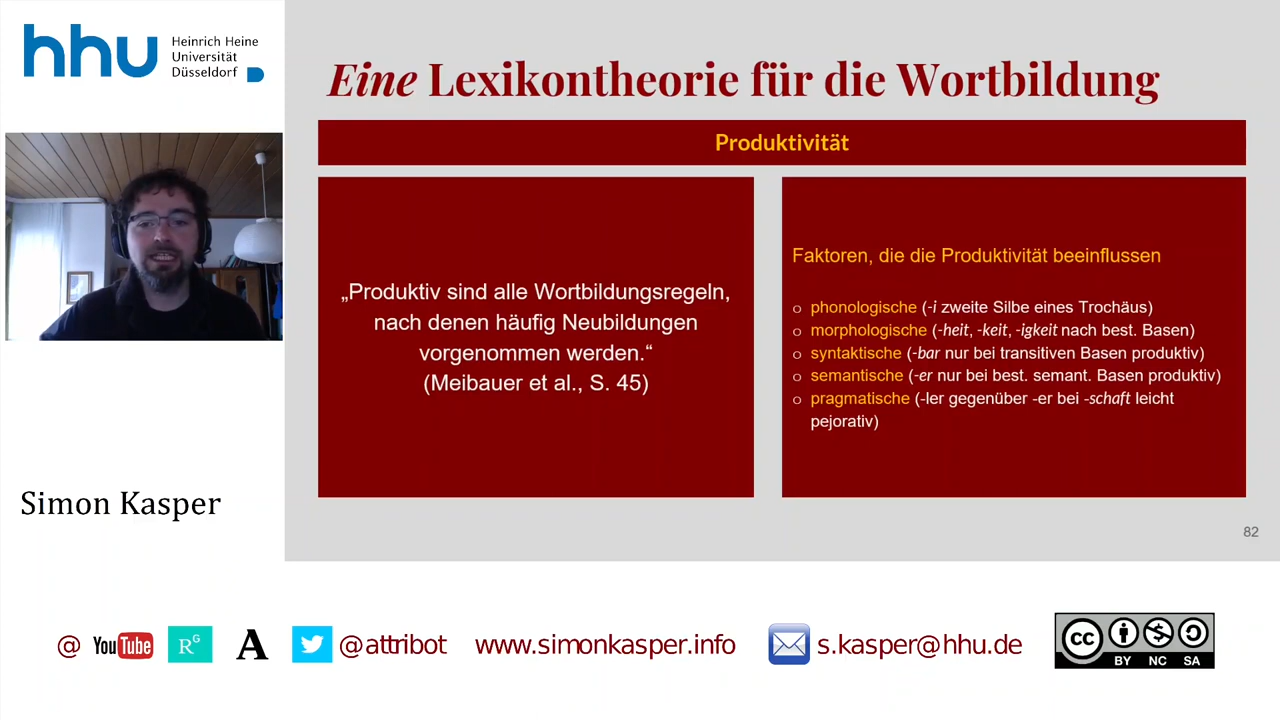 hhu Heinrich Heine
Universität
Düsseldorf
Eine Lexikontheorie für die Wortbildung
Produktivität
„Produktiv sind alle Wortbildungsregeln,
nach denen häufig Neubildungen
vorgenommen werden.“
(Meibauer et al., S. 45)
Faktoren, die die Produktivität beeinflussen
o phonologische (-i zweite Silbe eines Trochäus)
o morphologische (-heit, -keit, -igkeit nach best. Basen)
o syntaktische (-bar nur bei transitiven Basen produktiv)
o semantische (-er nur bei best. semant. Basen produktiv)
o pragmatische (-ler gegenüber -er bei -schaft leicht
pejorativ)
Simon Kasper
82
@ YouTube RG A @attribot www.simonkasper.info s.kasper@hhu.de cc
BY NC SA